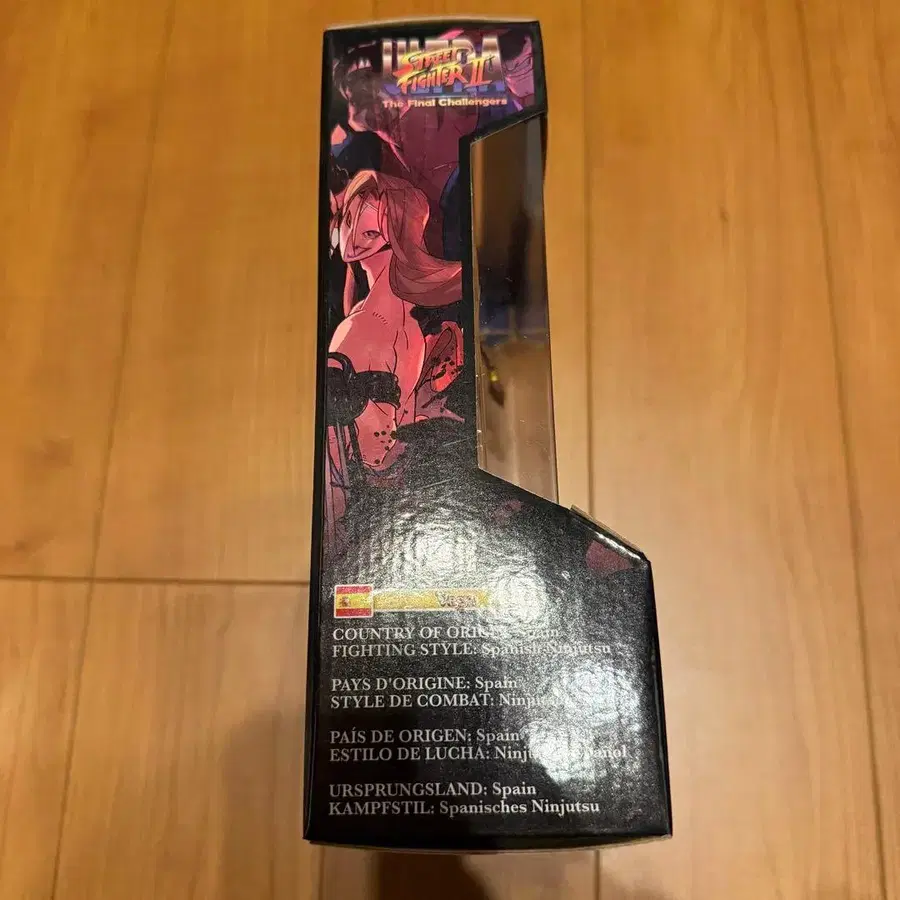 ULTRA
STREET
FIGHTER II
The Final Challengers
COUNTRY OF ORIGIN: Spain
FIGHTING STYLE: Spanish Ninjutsu
PAYS D'ORIGINE: Spain
STYLE DE COMBAT:
PAÍS DE ORIGEN: Spain
ESTILO DE LUCHA:
URSPRUNGSLAND: Spain
KAMPFSTIL: Spanisches Ninjutsu